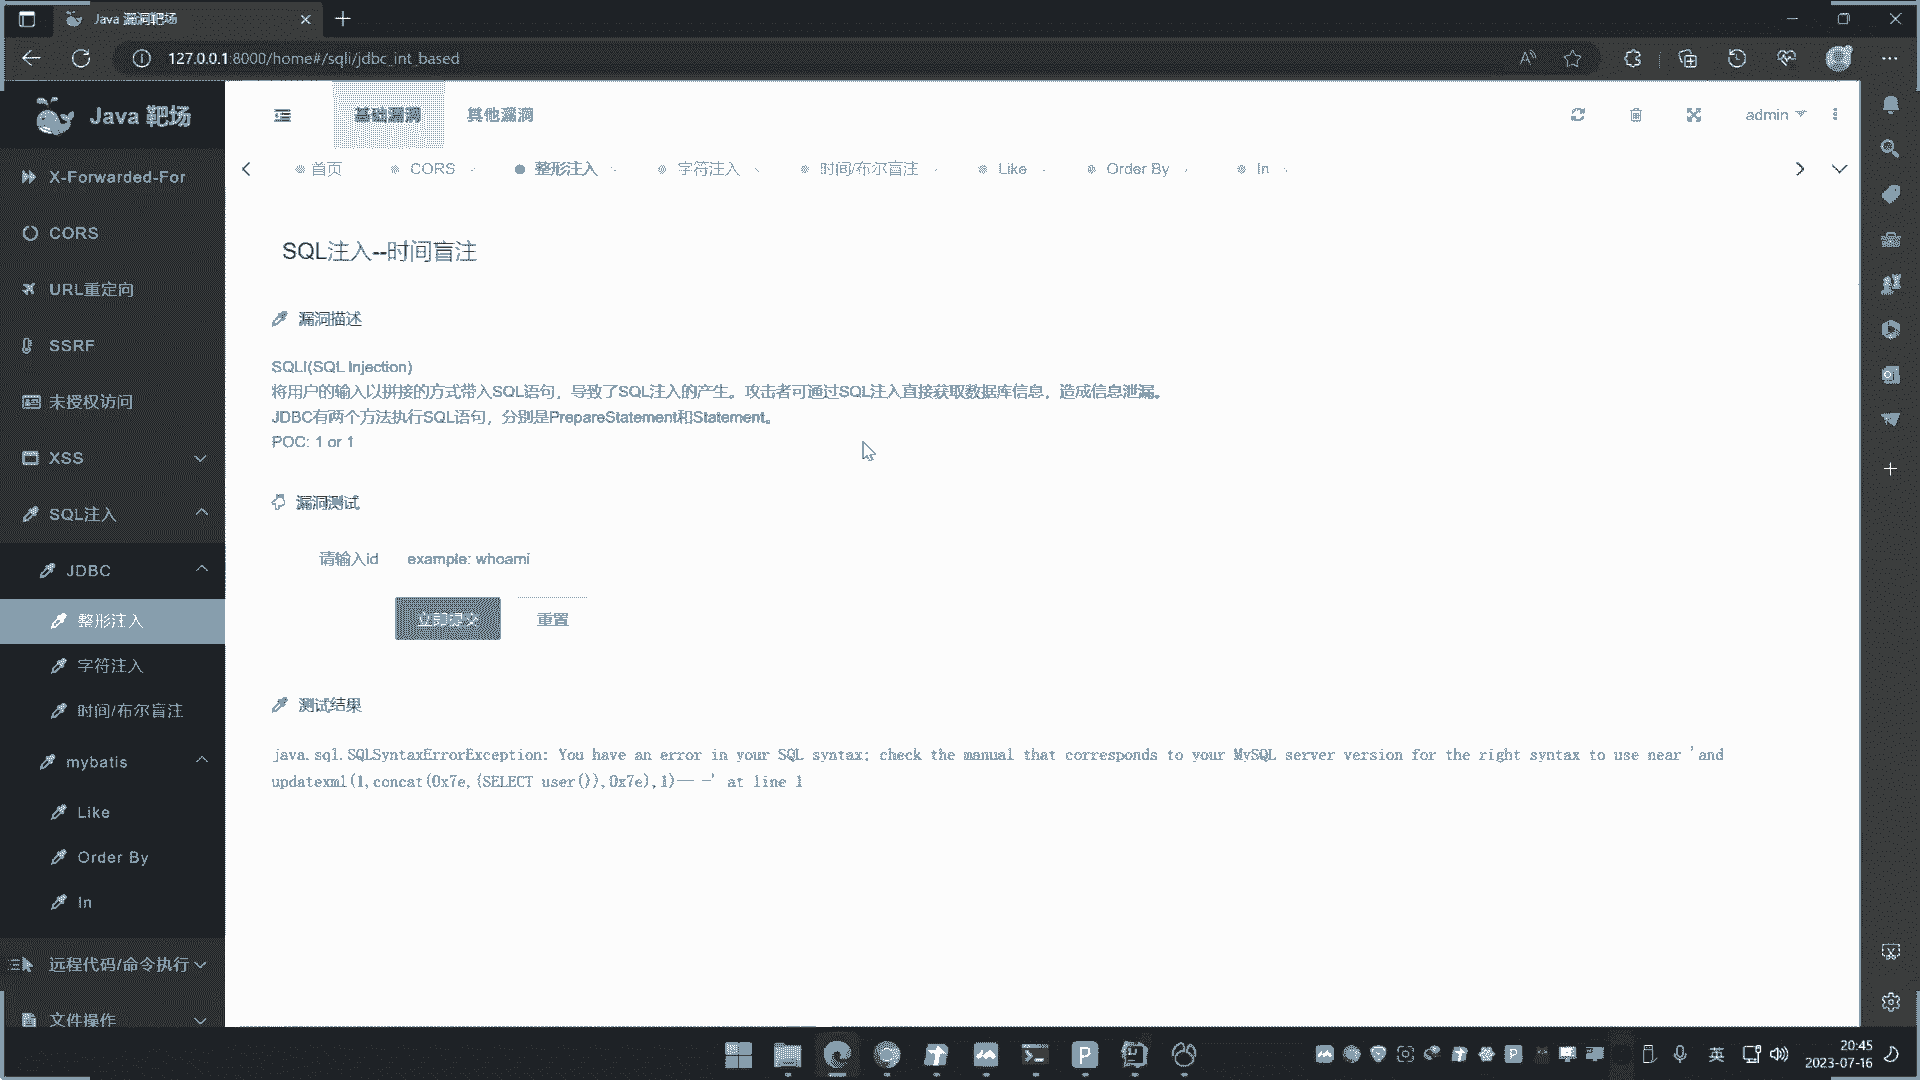 Java 漏洞靶场
127.0.0.1:8000/home#/sqli/jdbc_int_based
Java 靶场
基础漏洞
其他漏洞
admin
首页
CORS
整形注入
字符注入
时间/布尔盲注
Like
Order By
In
X-Forwarded-For
CORS
URL重定向
SSRF
未授权访问
XSS
SQL注入
JDBC
整形注入
字符注入
时间/布尔盲注
mybatis
Like
Order By
In
远程代码/命令执行
文件操作
SQL注入--时间盲注
漏洞描述
SQLI(SQL Injection)
将用户的输入以拼接的方式带入SQL语句，导致了SQL注入的产生。攻击者可通过SQL注入直接获取数据库信息，造成信息泄漏。
JDBC有两个方法执行SQL语句，分别是PrepareStatement和Statement。
POC: 1 or 1
漏洞测试
请输入id
example: whoami
立即提交
重置
测试结果
java.sql.SQLSyntaxErrorException: You have an error in your SQL syntax; check the manual that corresponds to your MySQL server version for the right syntax to use near 'and
updatexml(1,concat(0x7e,(SELECT user()),0x7e),1)-- -' at line 1
英
20:45
2023-07-16